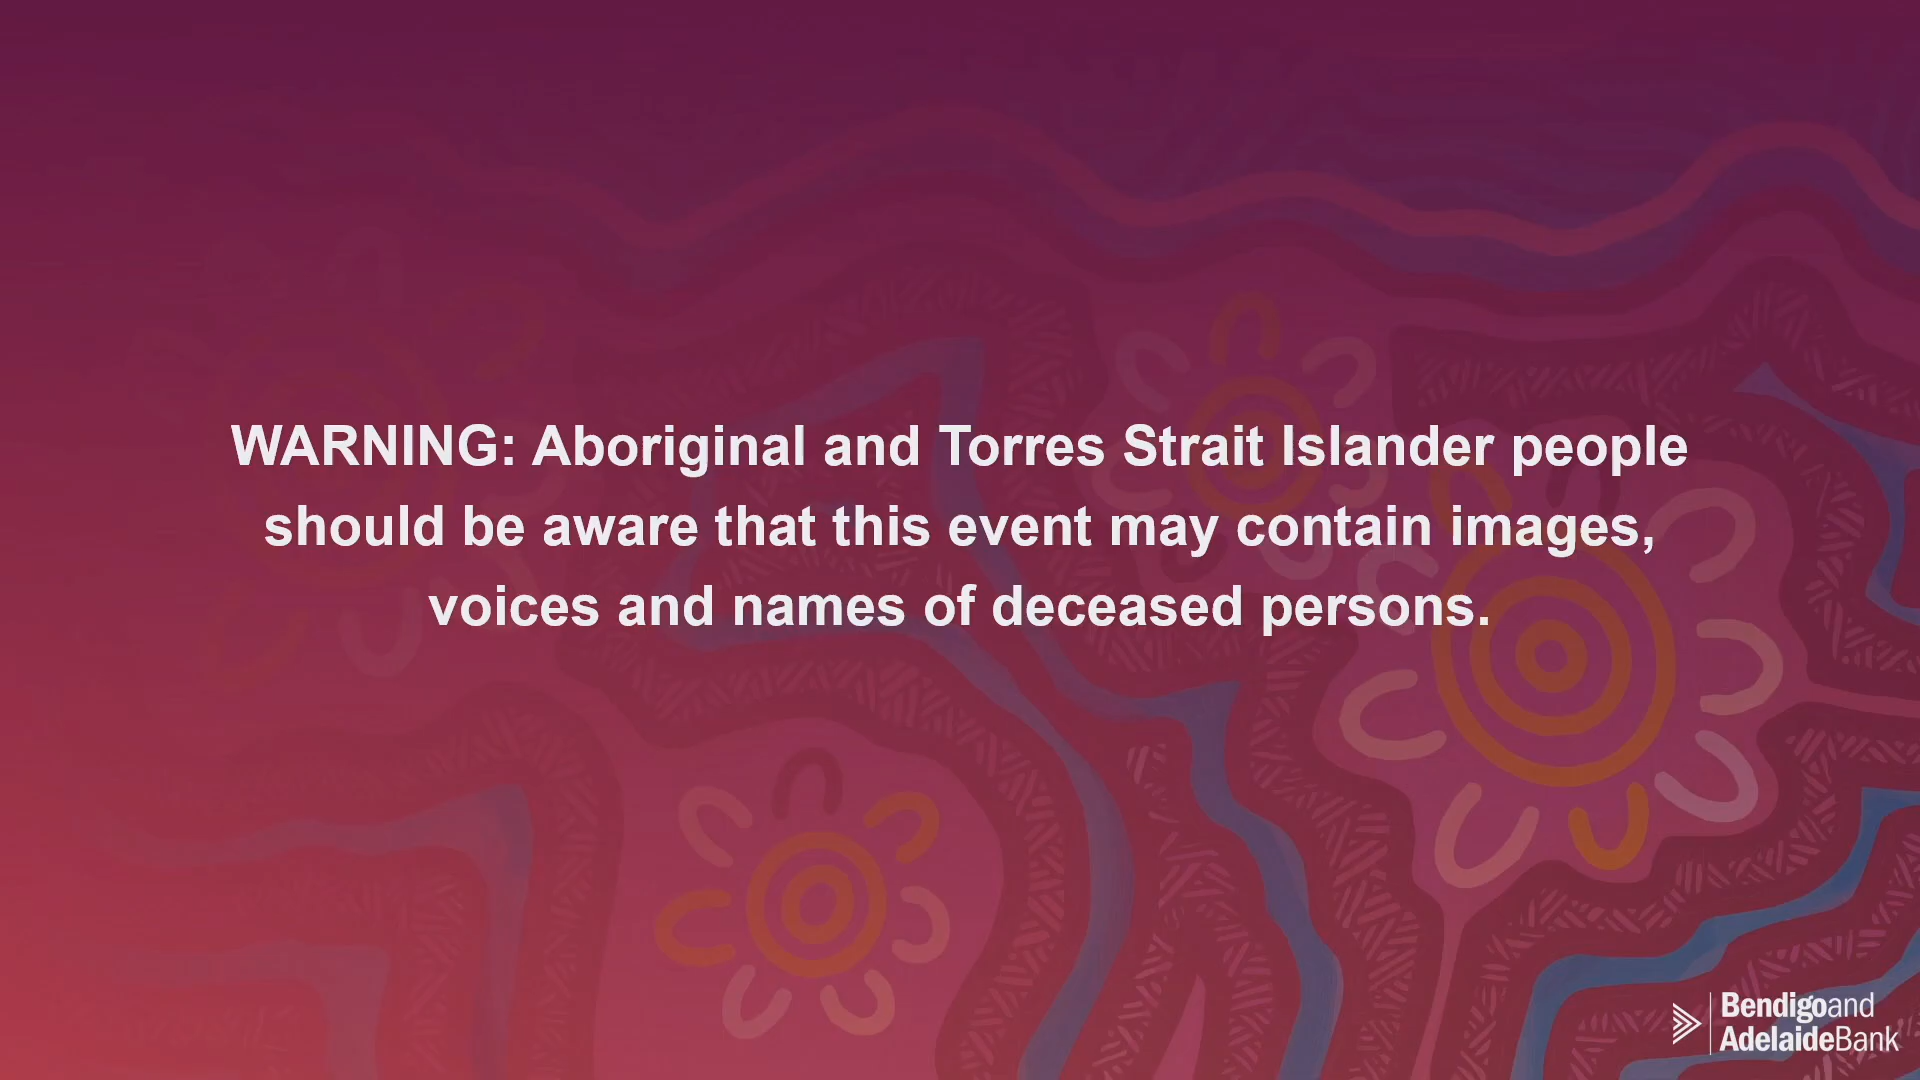 WARNING: Aboriginal and Torres Strait Islander people
should be aware that this event may contain images,
voices and names of deceased persons.
Bendigoand
AdelaideBank